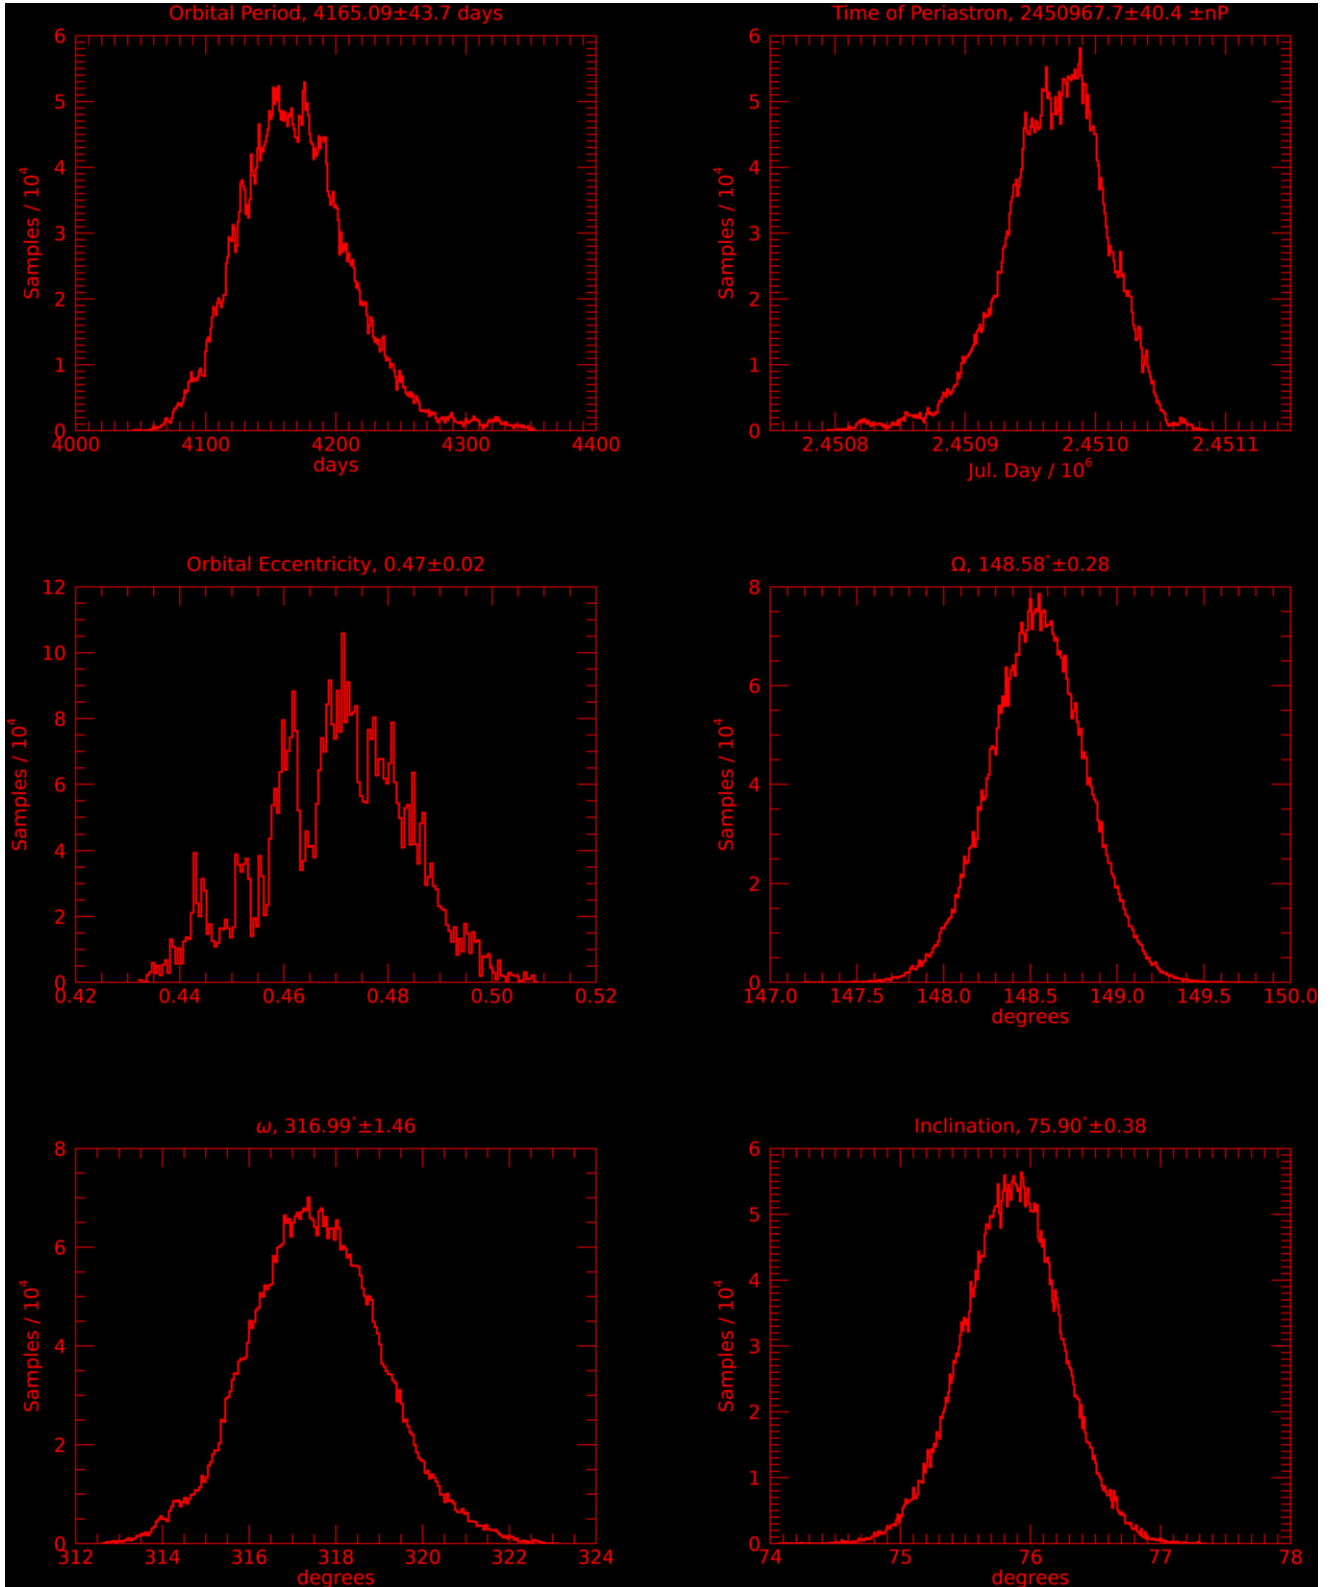 Orbital Period, 4165.09±43.7 days
6
5
4
3
2
1
0
Samples / 10⁴
4000 4100 4200 4300 4400
days
Time of Periastron, 2450967.7±40.4 ±nP
6
5
4
3
2
1
0
Samples / 10⁴
2.4508 2.4509 2.4510 2.4511
Jul. Day / 10⁶
Orbital Eccentricity, 0.47±0.02
12
10
8
6
4
2
0
Samples / 10⁴
0.42 0.44 0.46 0.48 0.50 0.52
Ω, 148.58°±0.28
8
6
4
2
0
Samples / 10⁴
147.0 147.5 148.0 148.5 149.0 149.5 150.0
degrees
ω, 316.99°±1.46
8
6
4
2
0
Samples / 10⁴
312 314 316 318 320 322 324
degrees
Inclination, 75.90°±0.38
6
5
4
3
2
1
0
Samples / 10⁴
74 75 76 77 78
degrees